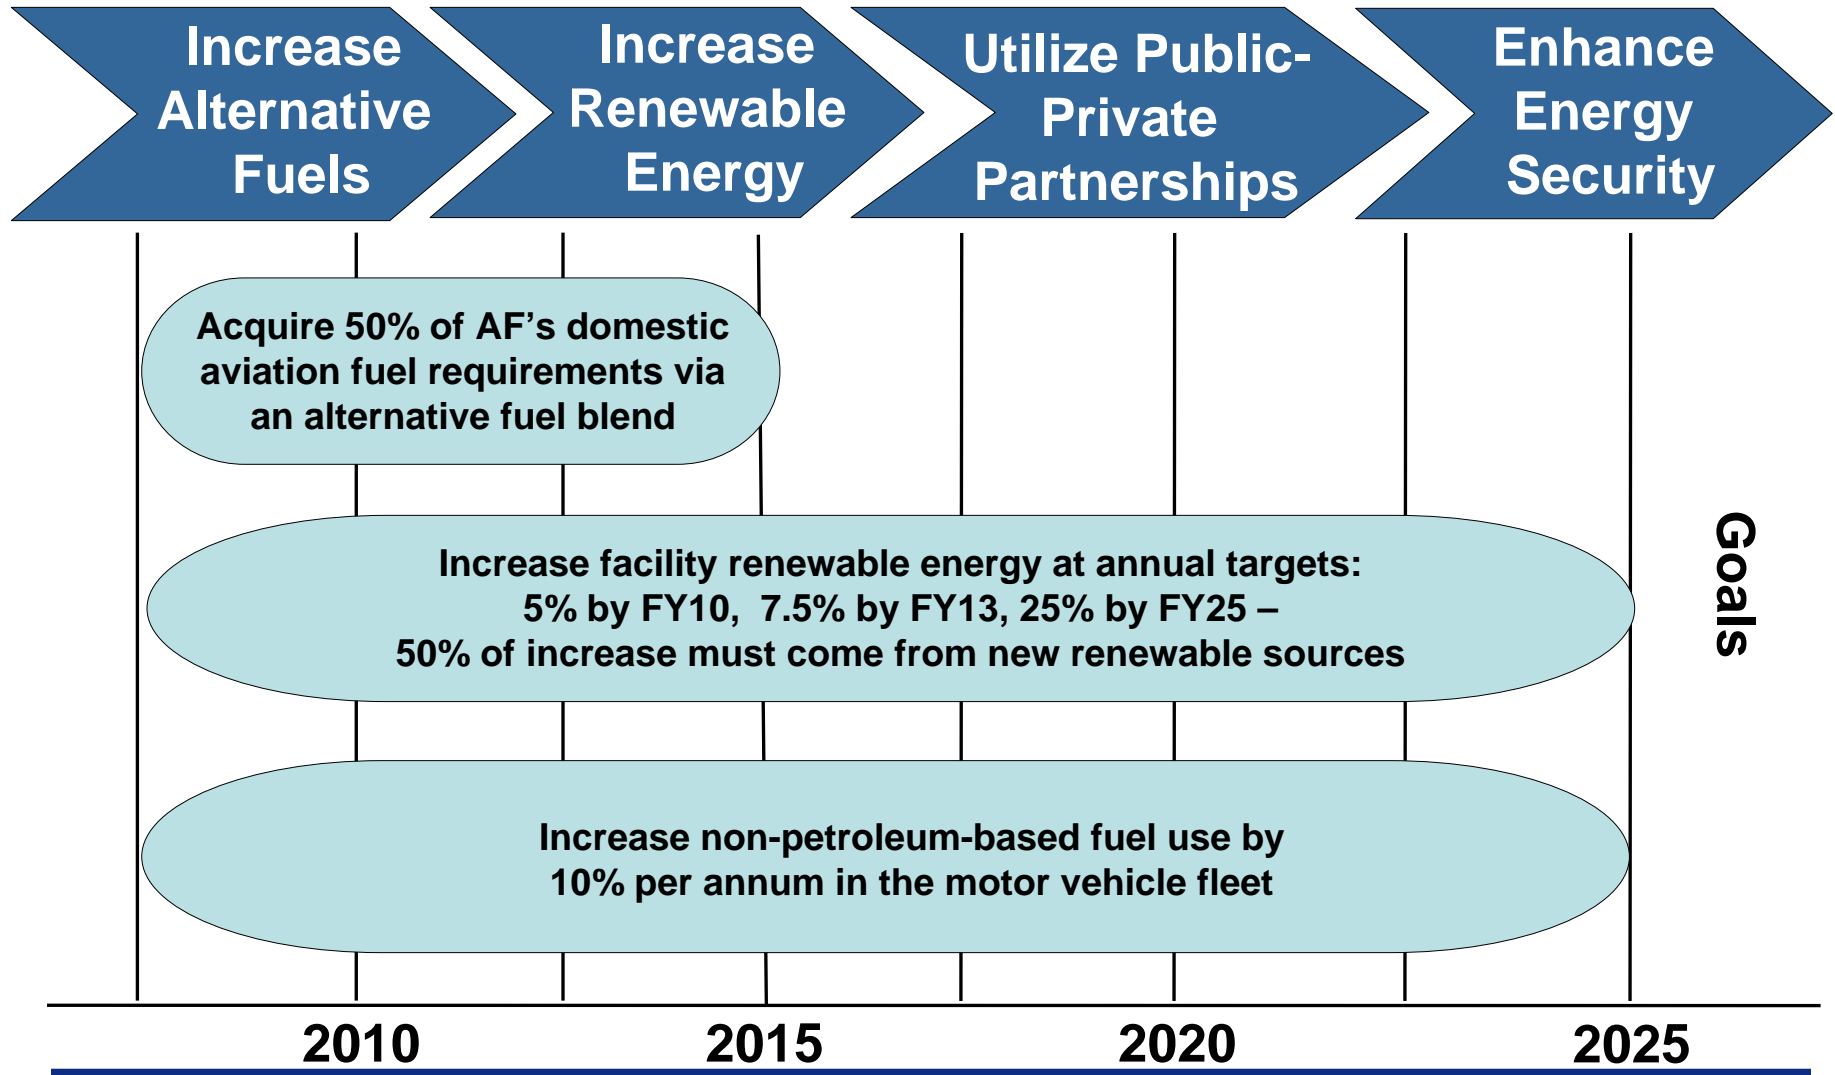 Increase
Alternative
Fuels
Increase
Renewable
Energy
Utilize Public-
Private
Partnerships
Enhance
Energy
Security
Acquire 50% of AF’s domestic
aviation fuel requirements via
an alternative fuel blend
Increase facility renewable energy at annual targets:
5% by FY10,  7.5% by FY13, 25% by FY25 –
50% of increase must come from new renewable sources
Goals
Increase non-petroleum-based fuel use by
10% per annum in the motor vehicle fleet
2010 2015 2020 2025